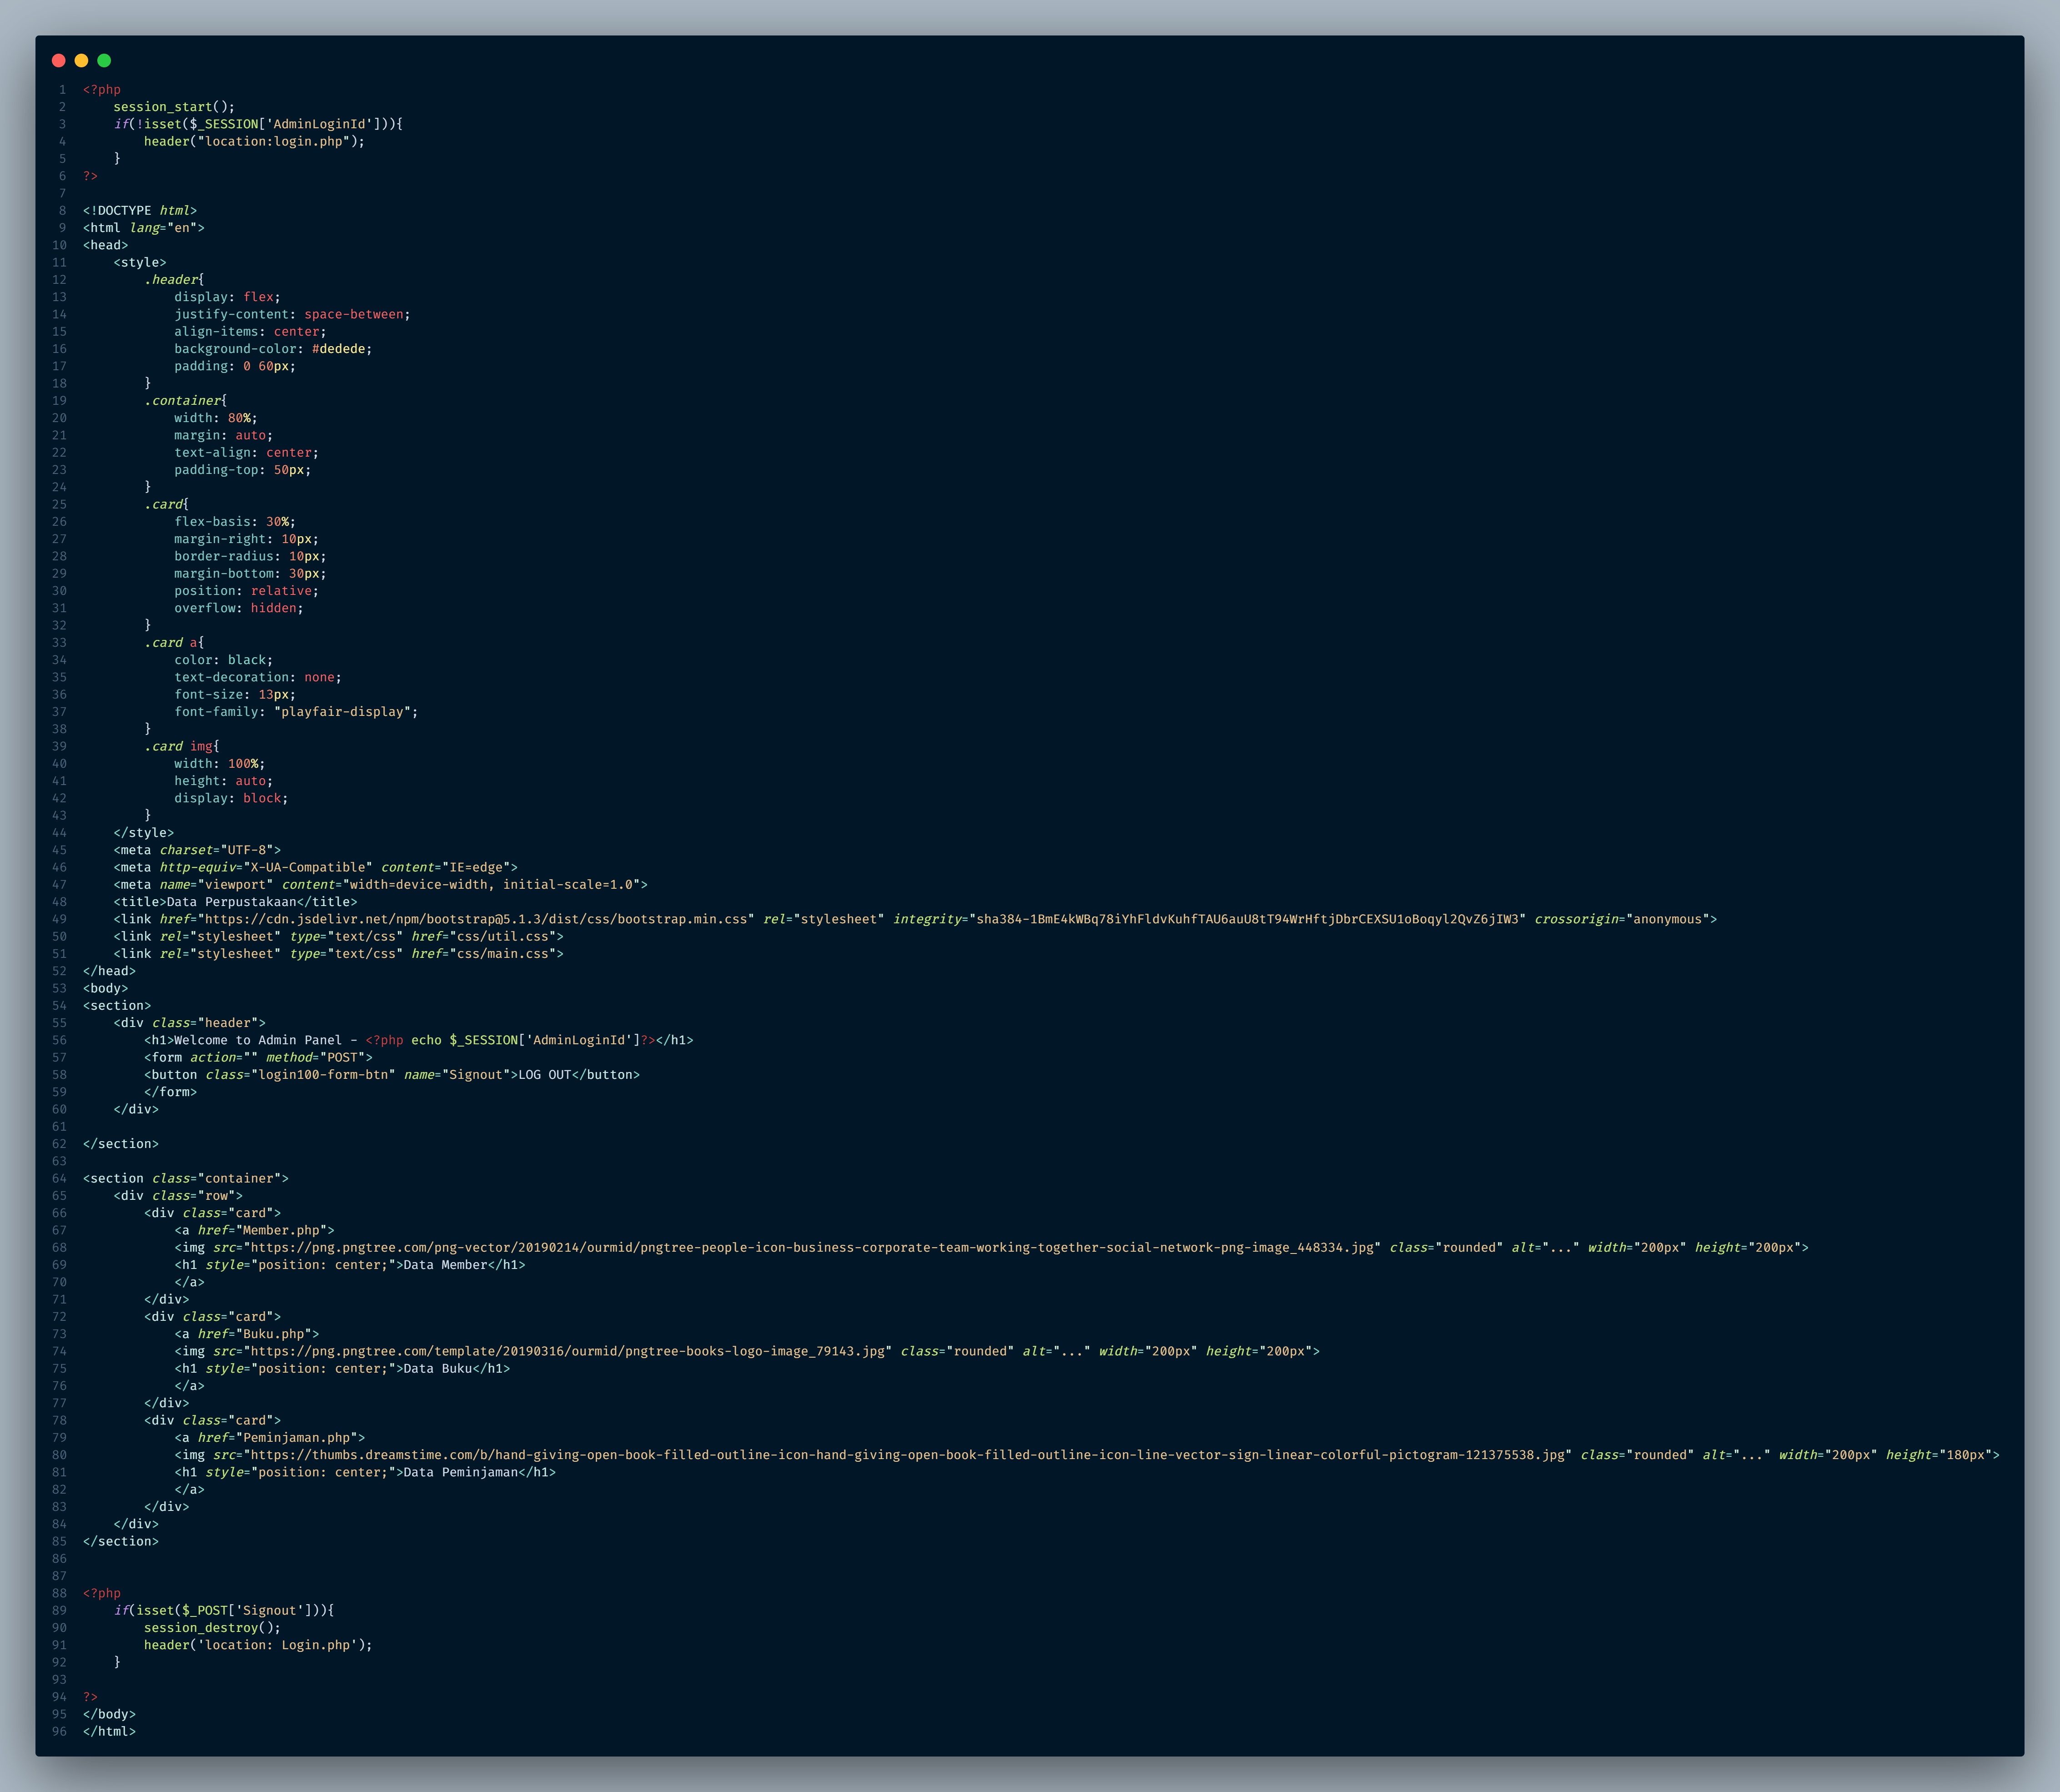 1 <?php
2     session_start();
3     if(!isset($_SESSION['AdminLoginId'])){
4         header("location:login.php");
5     }
6 ?>
7
8 <!DOCTYPE html>
9 <html lang="en">
10 <head>
11     <style>
12         .header{
13             display: flex;
14             justify-content: space-between;
15             align-items: center;
16             background-color: #dedede;
17             padding: 0 60px;
18         }
19         .container{
20             width: 80%;
21             margin: auto;
22             text-align: center;
23             padding-top: 50px;
24         }
25         .card{
26             flex-basis: 30%;
27             margin-right: 10px;
28             border-radius: 10px;
29             margin-bottom: 30px;
30             position: relative;
31             overflow: hidden;
32         }
33         .card a{
34             color: black;
35             text-decoration: none;
36             font-size: 13px;
37             font-family: "playfair-display";
38         }
39         .card img{
40             width: 100%;
41             height: auto;
42             display: block;
43         }
44     </style>
45     <meta charset="UTF-8">
46     <meta http-equiv="X-UA-Compatible" content="IE=edge">
47     <meta name="viewport" content="width=device-width, initial-scale=1.0">
48     <title>Data Perpustakaan</title>
49     <link href="https://cdn.jsdelivr.net/npm/bootstrap@5.1.3/dist/css/bootstrap.min.css" rel="stylesheet" integrity="sha384-1BmE4kWBq78iYhFldvKuhfTAU6auU8tT94WrHftjDbrCEXSU1oBoqyl2QvZ6jIW3" crossorigin="anonymous">
50     <link rel="stylesheet" type="text/css" href="css/util.css">
51     <link rel="stylesheet" type="text/css" href="css/main.css">
52 </head>
53 <body>
54 <section>
55     <div class="header">
56         <h1>Welcome to Admin Panel - <?php echo $_SESSION['AdminLoginId']?></h1>
57         <form action="" method="POST">
58         <button class="login100-form-btn" name="Signout">LOG OUT</button>
59         </form>
60     </div>
61
62 </section>
63
64 <section class="container">
65     <div class="row">
66         <div class="card">
67             <a href="Member.php">
68             <img src="https://png.pngtree.com/png-vector/20190214/ourmid/pngtree-people-icon-business-corporate-team-working-together-social-network-png-image_448334.jpg" class="rounded" alt="..." width="200px" height="200px">
69             <h1 style="position: center;">Data Member</h1>
70             </a>
71         </div>
72         <div class="card">
73             <a href="Buku.php">
74             <img src="https://png.pngtree.com/template/20190316/ourmid/pngtree-books-logo-image_79143.jpg" class="rounded" alt="..." width="200px" height="200px">
75             <h1 style="position: center;">Data Buku</h1>
76             </a>
77         </div>
78         <div class="card">
79             <a href="Peminjaman.php">
80             <img src="https://thumbs.dreamstime.com/b/hand-giving-open-book-filled-outline-icon-hand-giving-open-book-filled-outline-icon-line-vector-sign-linear-colorful-pictogram-121375538.jpg" class="rounded" alt="..." width="200px" height="180px">
81             <h1 style="position: center;">Data Peminjaman</h1>
82             </a>
83         </div>
84     </div>
85 </section>
86
87
88 <?php
89     if(isset($_POST['Signout'])){
90         session_destroy();
91         header('location: Login.php');
92     }
93
94 ?>
95 </body>
96 </html>